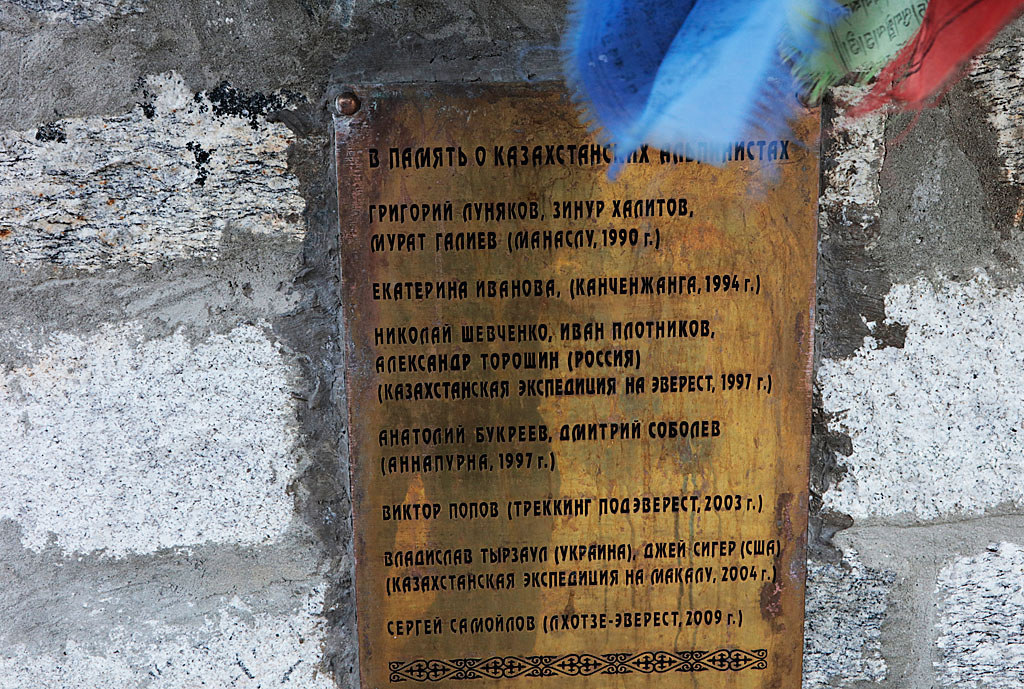 В ПАМЯТЬ О КАЗАХСТАНСКИХ АЛЬПИНИСТАХ
ГРИГОРИЙ ЛУНЯКОВ, ЗИНУР ХАЛИТОВ,
МУРАТ ГАЛИЕВ (МАНАСЛУ, 1990 г.)
ЕКАТЕРИНА ИВАНОВА, (КАНЧЕНЖАНГА, 1994 г.)
НИКОЛАЙ ШЕВЧЕНКО, ИВАН ПЛОТНИКОВ,
АЛЕКСАНДР ТОРОШИН (РОССИЯ)
(КАЗАХСТАНСКАЯ ЭКСПЕДИЦИЯ НА ЭВЕРЕСТ, 1997 г.)
АНАТОЛИЙ БУКРЕЕВ, ДМИТРИЙ СОБОЛЕВ
(АННАПУРНА, 1997 г.)
ВИКТОР ПОПОВ (ТРЕККИНГ ПОДЭВЕРЕСТ, 2003 г.)
ВЛАДИСЛАВ ТЫРЗАУЛ (УКРАИНА), ДЖЕЙ СИГЕР (США)
(КАЗАХСТАНСКАЯ ЭКСПЕДИЦИЯ НА МАКАЛУ, 2004 г.)
СЕРГЕЙ САМОЙЛОВ (ЛХОТЗЕ-ЭВЕРЕСТ, 2009 г.)